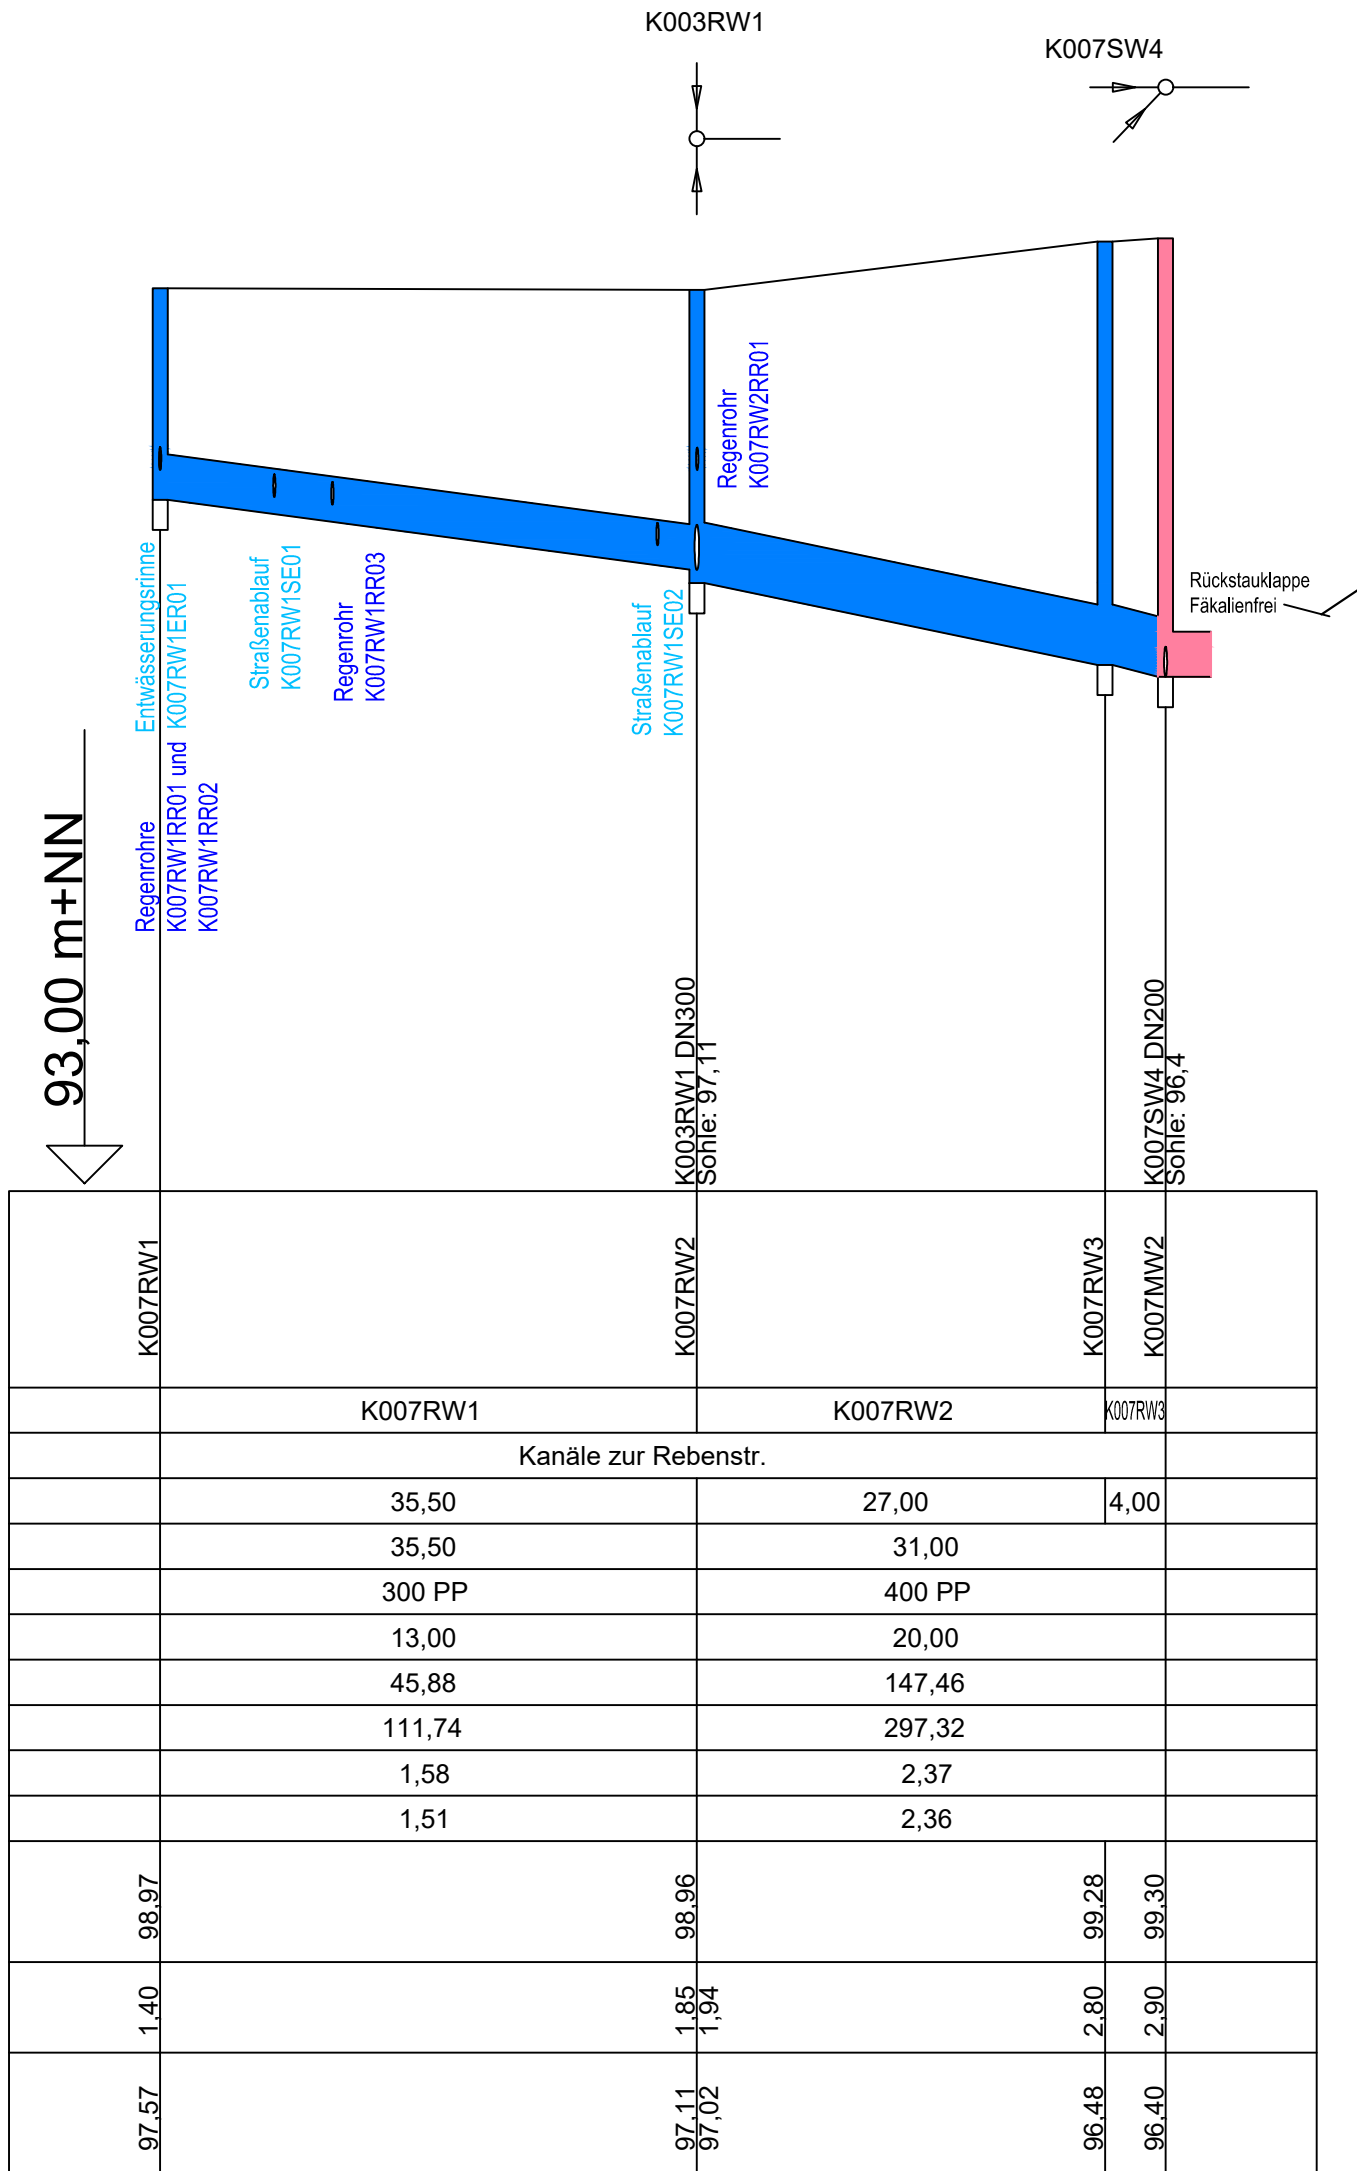 K003RW1
K007SW4
Regenrohr
K007RW2RR01
Rückstauklappe
Fäkalienfrei
Entwässerungsrinne
K007RW1ER01
Straßenablauf
K007RW1SE01
Regenrohr
K007RW1RR03
Straßenablauf
K007RW1SE02
Regenrohre
K007RW1RR01 und
K007RW1RR02
93,00 m+NN
K003RW1 DN300
Sohle: 97,11
K007SW4 DN200
Sohle: 96,4
K007RW1 K007RW2 K007RW3 K007MW2
K007RW1 K007RW2 K007RW3
Kanäle zur Rebenstr.
35,50 27,00 4,00
35,50 31,00
300 PP 400 PP
13,00 20,00
45,88 147,46
111,74 297,32
1,58 2,37
1,51 2,36
98,97 98,96 99,28 99,30
1,40 1,85 1,94 2,80 2,90
97,57 97,11 97,02 96,48 96,40